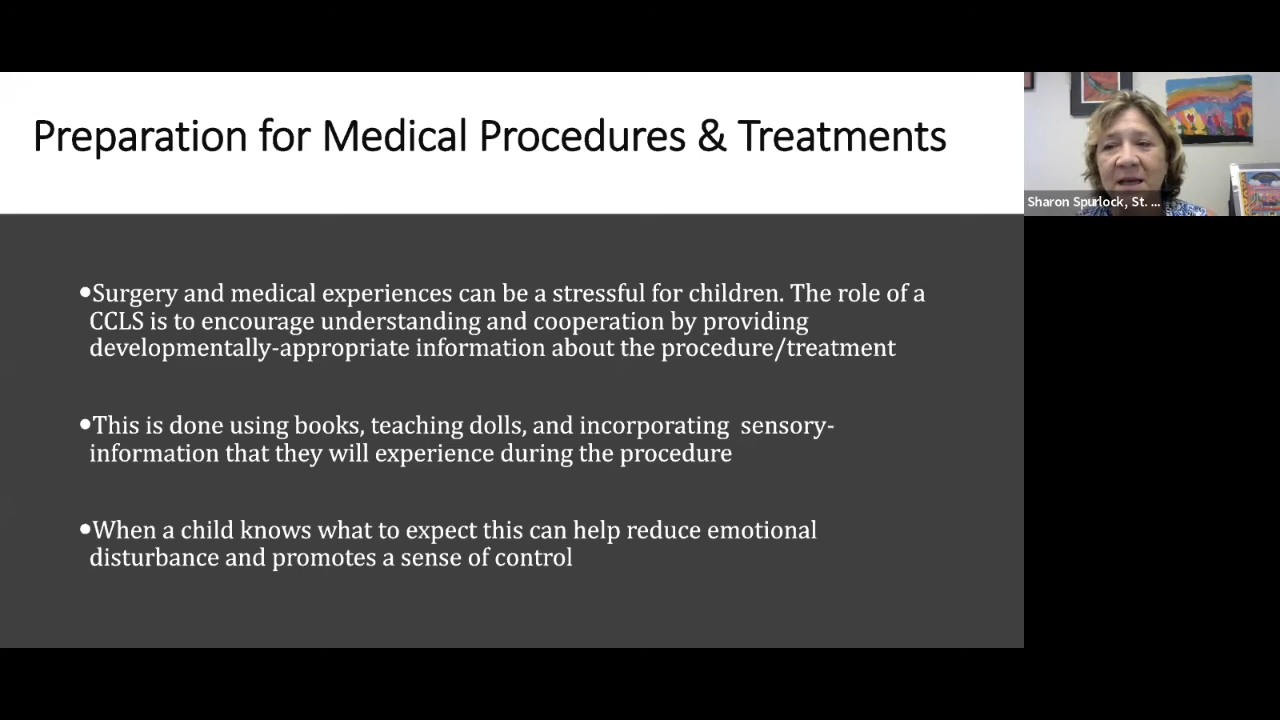 Preparation for Medical Procedures & Treatments
Sharon Spurlock, St. ...
•Surgery and medical experiences can be a stressful for children. The role of a
CCLS is to encourage understanding and cooperation by providing
developmentally-appropriate information about the procedure/treatment
•This is done using books, teaching dolls, and incorporating  sensory-
information that they will experience during the procedure
•When a child knows what to expect this can help reduce emotional
disturbance and promotes a sense of control